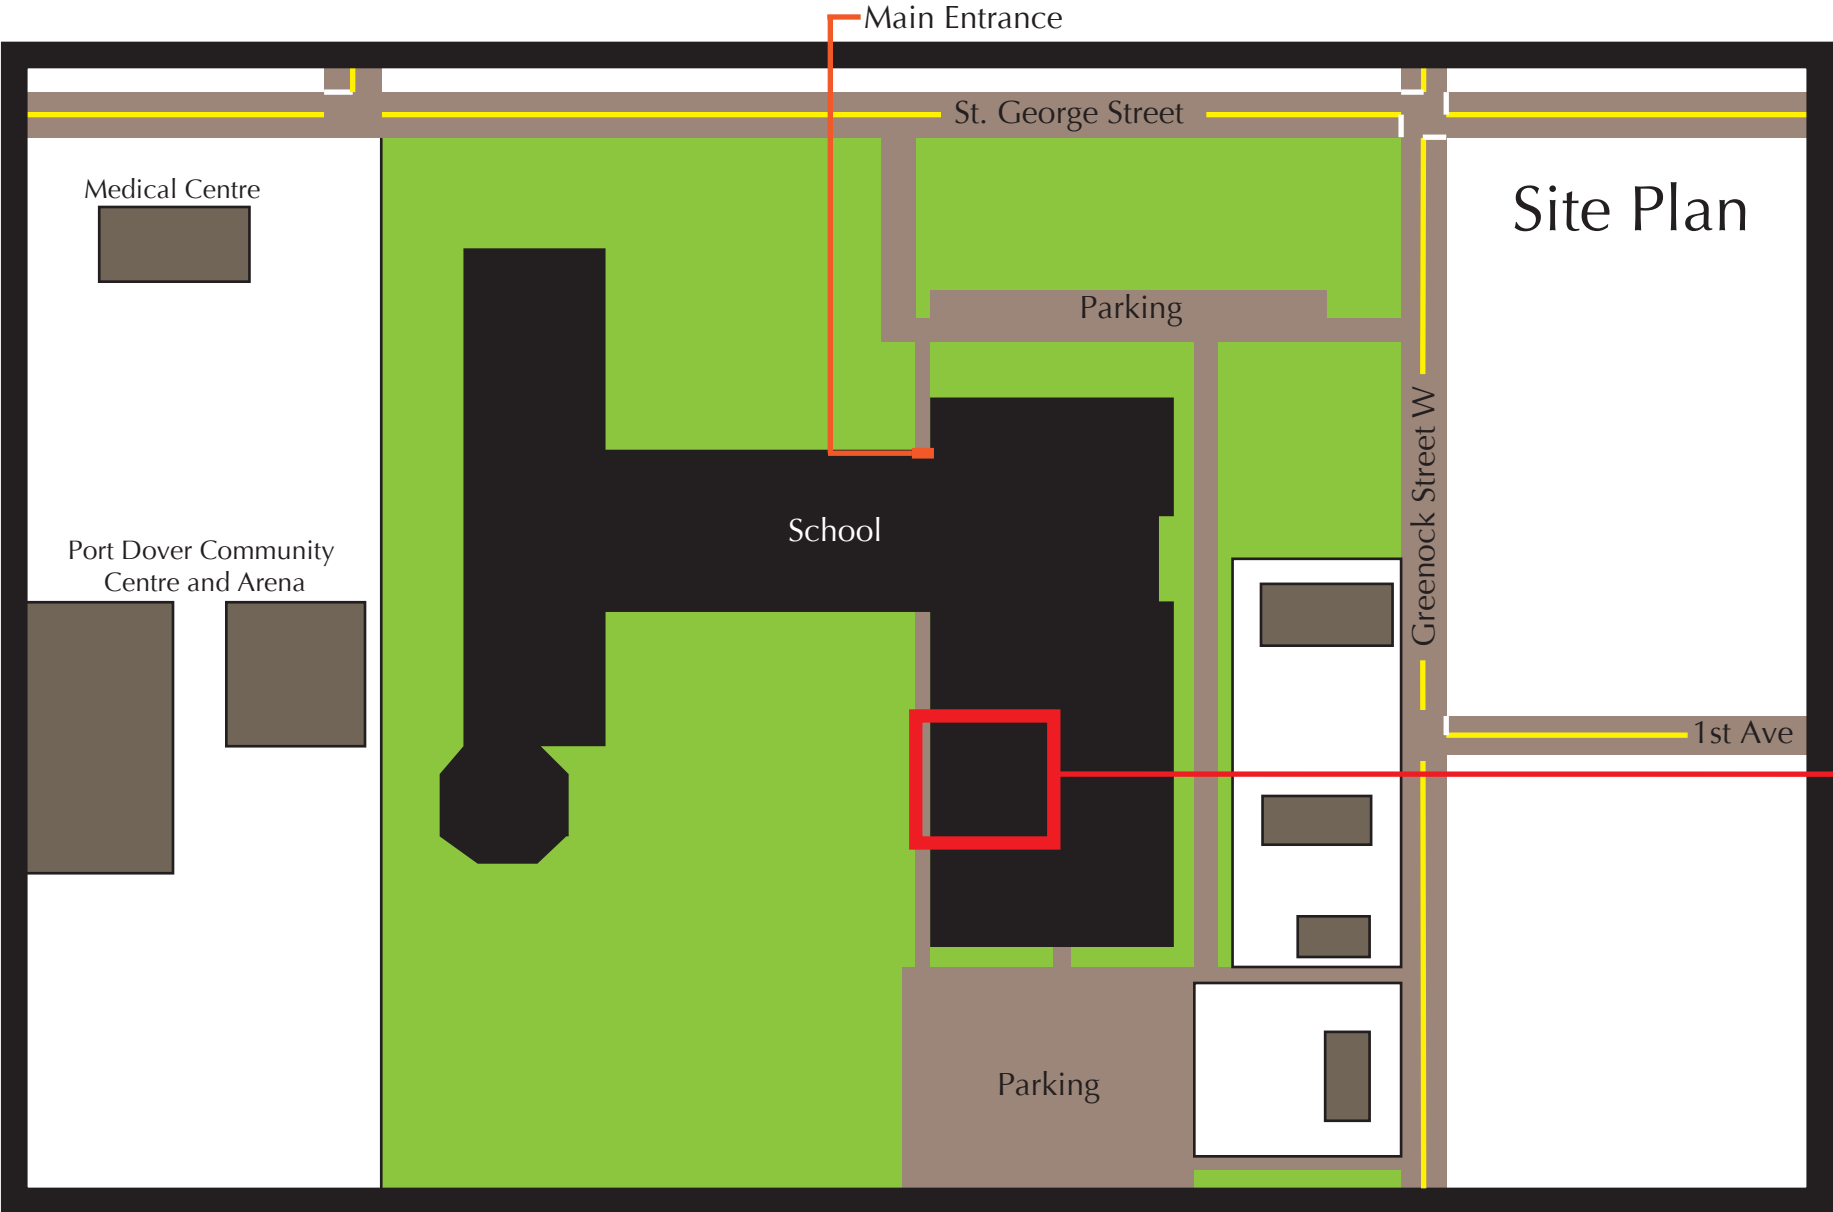 Main Entrance
St. George Street
Medical Centre
Site Plan
Parking
Greenock Street W
School
Port Dover Community
Centre and Arena
1st Ave
Parking